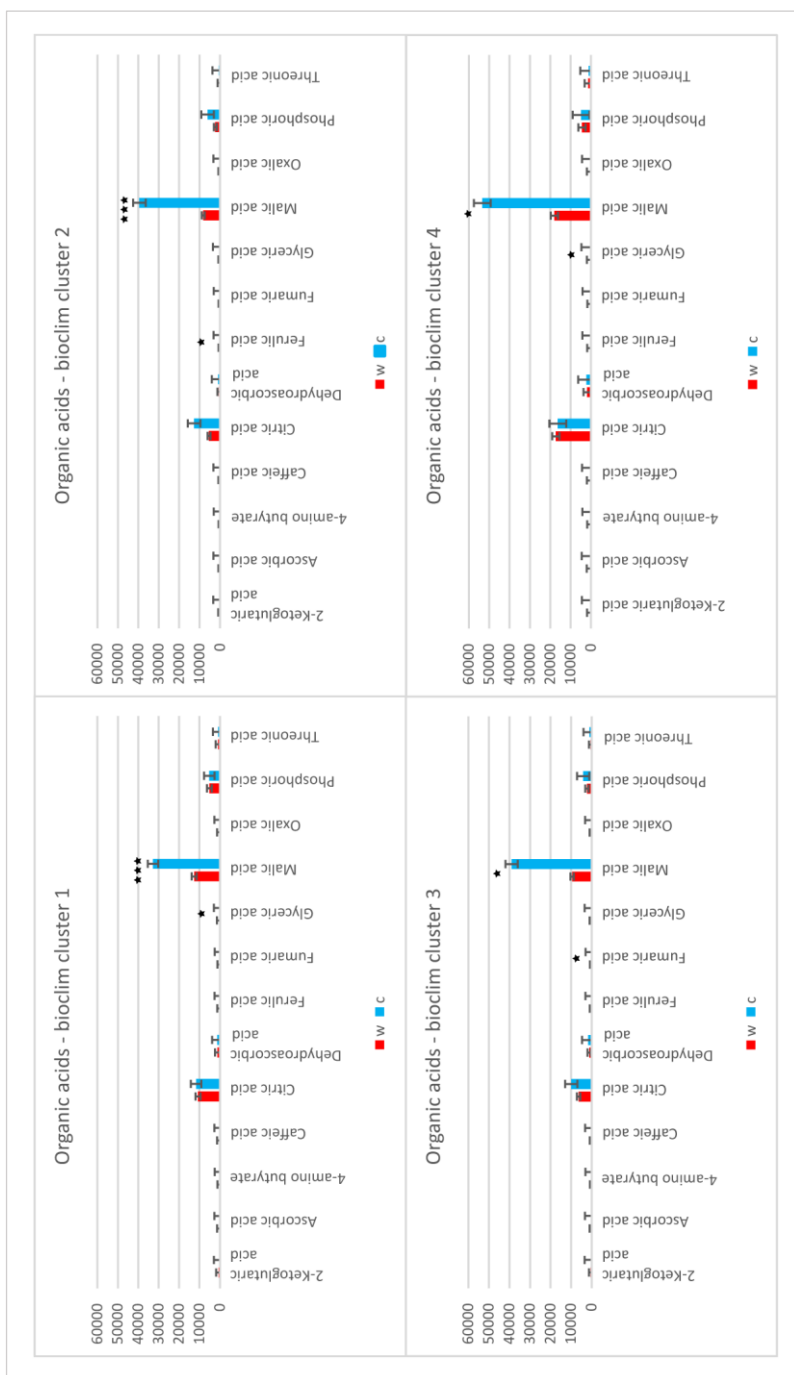 Organic acids - bioclim cluster 1
60000
50000
40000
30000
20000
10000
0
2-Ketoglutaric
acid
Ascorbic acid
4-amino butyrate
Caffeic acid
Citric acid
Dehydroascorbic
acid
Ferulic acid
Fumaric acid
Glyceric acid
Malic acid
Oxalic acid
Phosphoric acid
Threonic acid
w c
Organic acids - bioclim cluster 2
60000
50000
40000
30000
20000
10000
0
2-Ketoglutaric
acid
Ascorbic acid
4-amino butyrate
Caffeic acid
Citric acid
Dehydroascorbic
acid
Ferulic acid
Fumaric acid
Glyceric acid
Malic acid
Oxalic acid
Phosphoric acid
Threonic acid
w c
Organic acids - bioclim cluster 3
60000
50000
40000
30000
20000
10000
0
2-Ketoglutaric
acid
Ascorbic acid
4-amino butyrate
Caffeic acid
Citric acid
Dehydroascorbic
acid
Ferulic acid
Fumaric acid
Glyceric acid
Malic acid
Oxalic acid
Phosphoric acid
Threonic acid
w c
Organic acids - bioclim cluster 4
60000
50000
40000
30000
20000
10000
0
2-Ketoglutaric acid
Ascorbic acid
4-amino butyrate
Caffeic acid
Citric acid
Dehydroascorbic
acid
Ferulic acid
Fumaric acid
Glyceric acid
Malic acid
Oxalic acid
Phosphoric acid
Threonic acid
w c